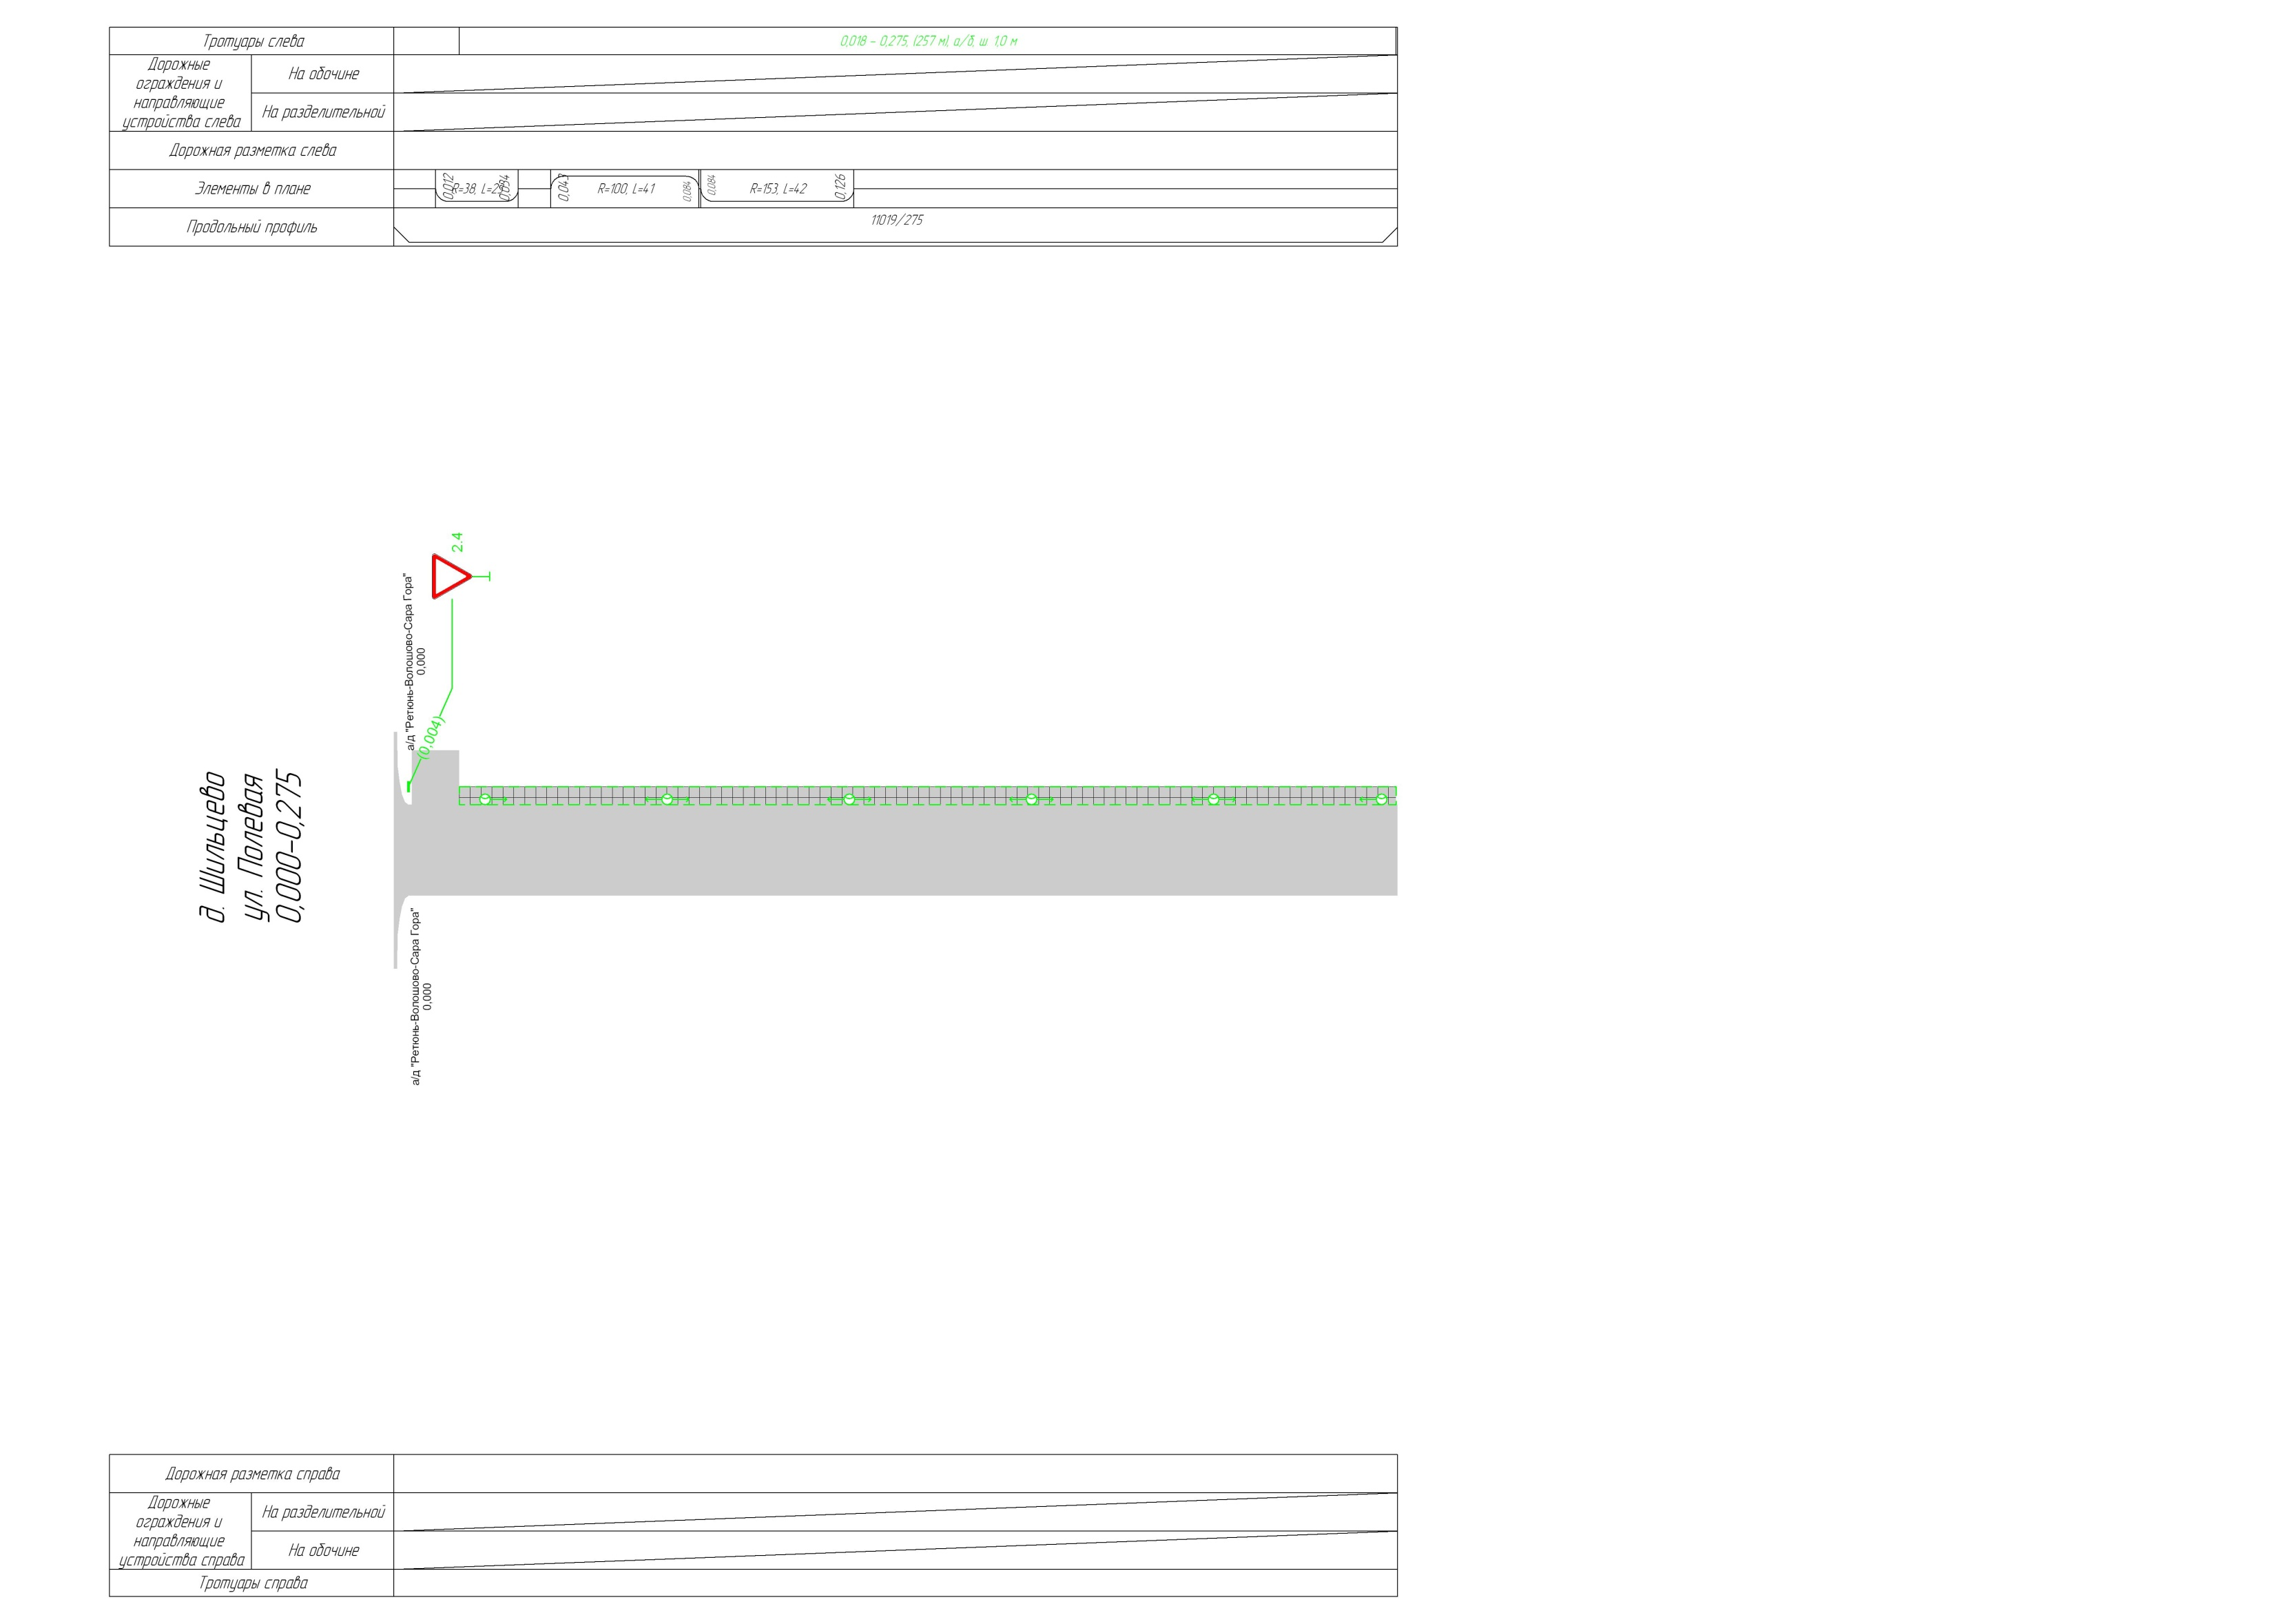 Тротуары слева
0,018 – 0,275, (257 м), а/б, ш 1,0 м
Дорожные
ограждения и
направляющие
устройства слева
На обочине
На разделительной
Дорожная разметка слева
Элементы в плане
0,012
0,034
0,043
R=100, L=41
0,084
0,084
R=153, L=42
0,126
Продольный профиль
11019/275
2.4
а/д "Ретюнь-Волошово-Сара Гора"
0,000
(0,004)
д. Шильцево
ул. Полевая
0,000–0,275
а/д "Ретюнь-Волошово-Сара Гора"
0,000
Дорожная разметка справа
Дорожные
ограждения и
направляющие
устройства справа
На разделительной
На обочине
Тротуары справа